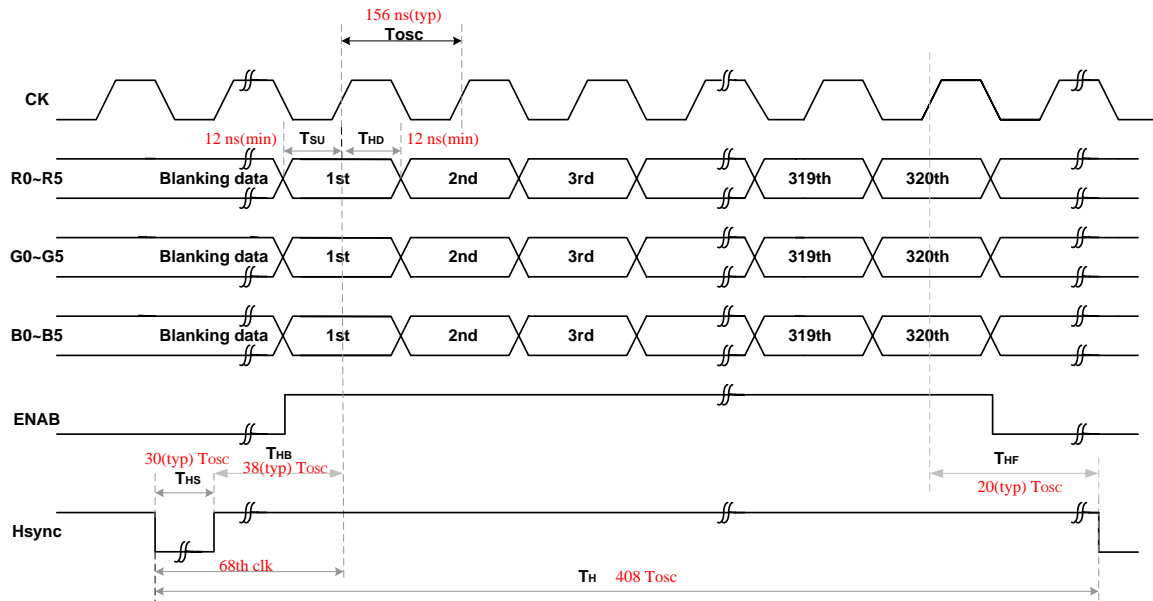 156 ns(typ)
Tosc
CK
12 ns(min) TSU THD 12 ns(min)
R0~R5 Blanking data 1st 2nd 3rd 319th 320th
G0~G5 Blanking data 1st 2nd 3rd 319th 320th
B0~B5 Blanking data 1st 2nd 3rd 319th 320th
ENAB
30(typ) Tosc THB THF
THS 38(typ) Tosc 20(typ) Tosc
Hsync
68th clk
TH 408 Tosc